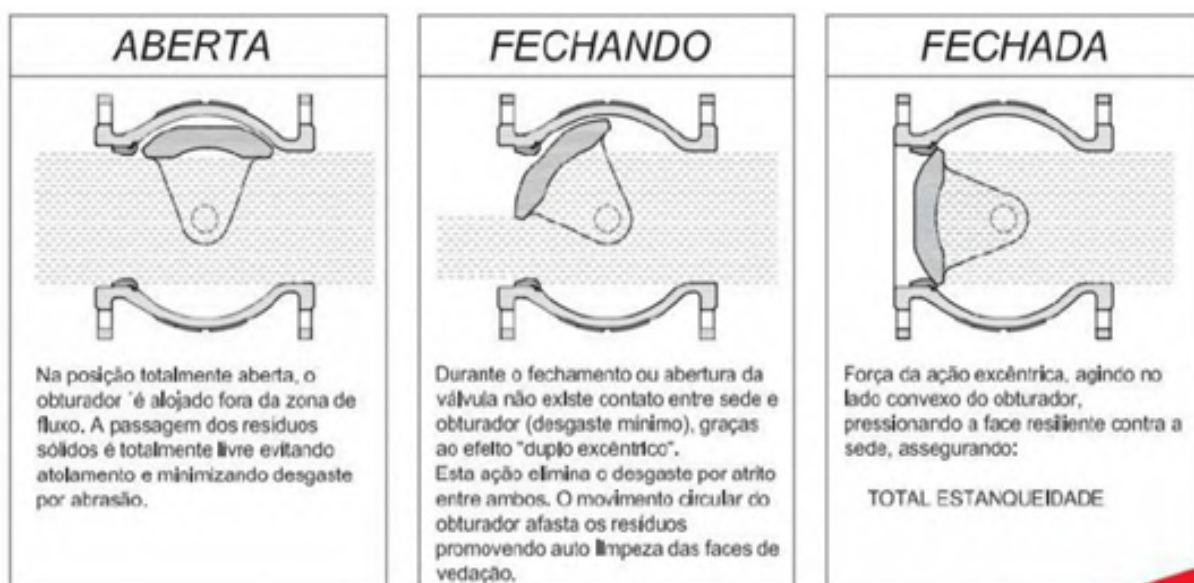 ABERTA
Na posição totalmente aberta, o
obturador ´é alojado fora da zona de
fluxo. A passagem dos resíduos
sólidos é totalmente livre evitando
atolamento e minimizando desgaste
por abrasão.
FECHANDO
Durante o fechamento ou abertura da
válvula não existe contato entre sede e
obturador (desgaste mínimo), graças
ao efeito "duplo excêntrico".
Esta ação elimina o desgaste por atrito
entre ambos. O movimento circular do
obturador afasta os resíduos
promovendo auto limpeza das faces de
vedação.
FECHADA
Força da ação excêntrica, agindo no
lado convexo do obturador,
pressionando a face resiliente contra a
sede, assegurando:
TOTAL ESTANQUEIDADE